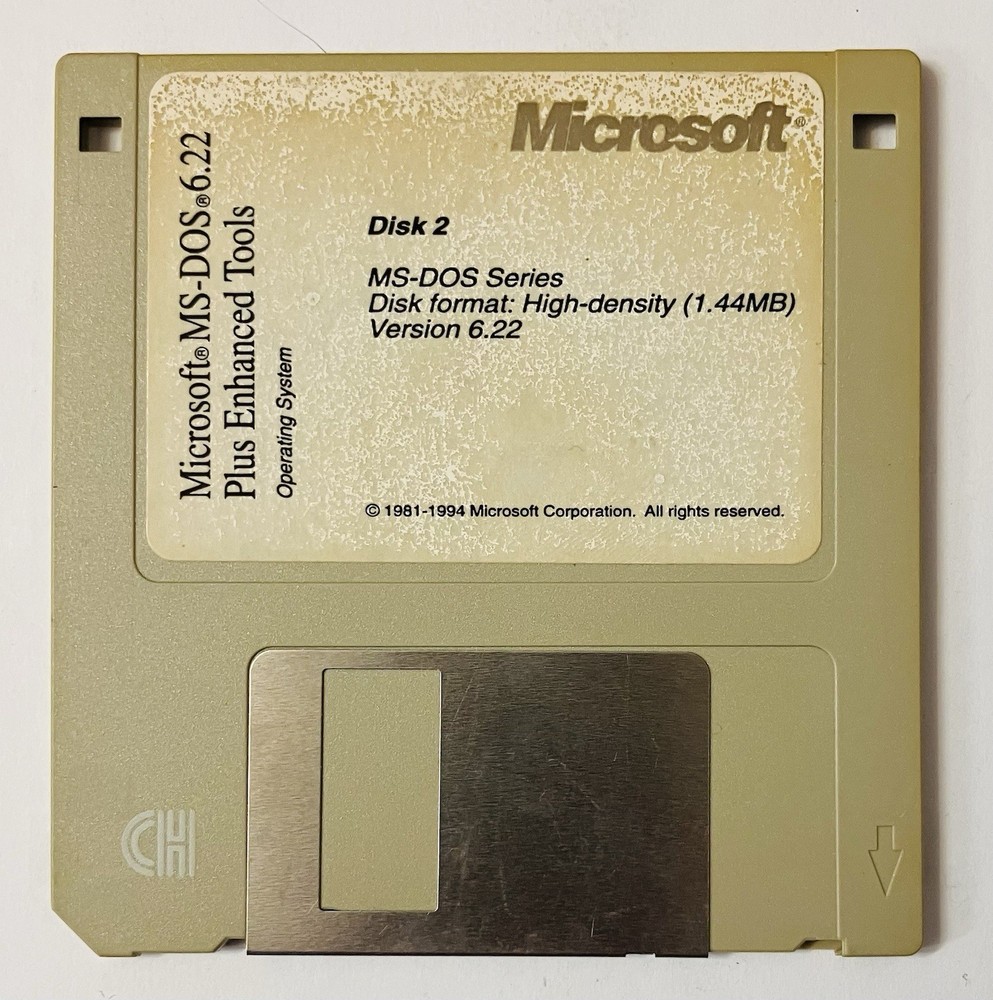 Microsoft® MS-DOS® 6.22
Plus Enhanced Tools
Operating System
Microsoft®
Disk 2
MS-DOS Series
Disk format: High-density (1.44MB)
Version 6.22
© 1981-1994 Microsoft Corporation. All rights reserved.
CH